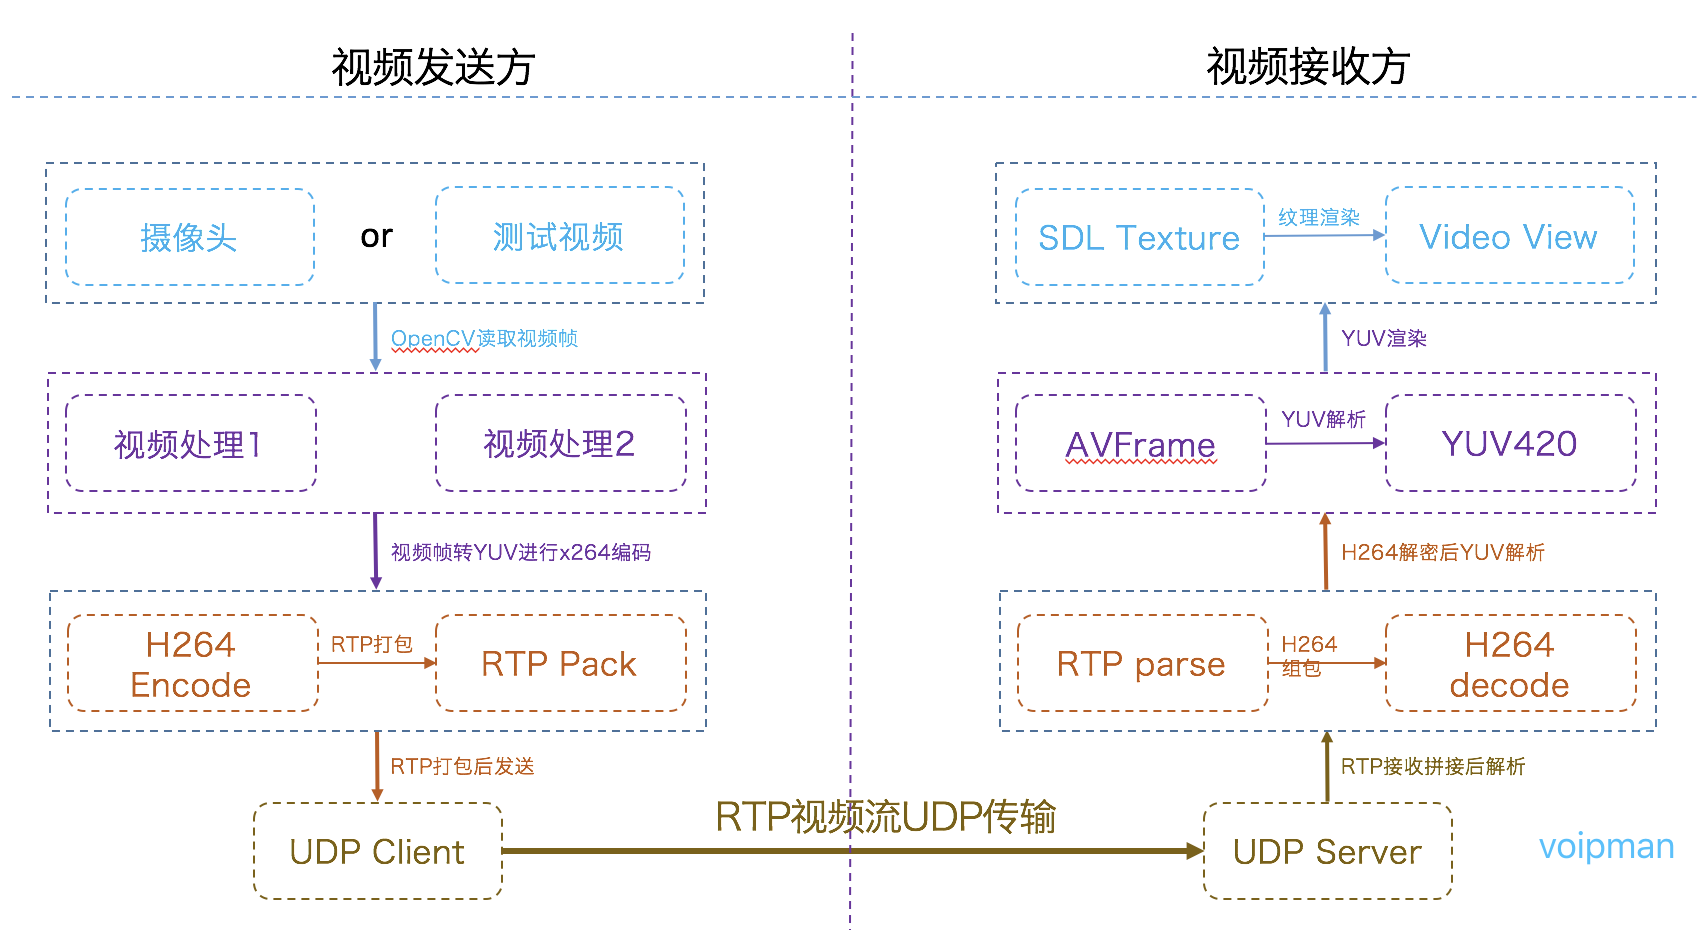 视频发送方
视频接收方
摄像头
or
测试视频
SDL Texture
纹理渲染
Video View
OpenCV读取视频帧
YUV渲染
视频处理1
视频处理2
AVFrame
YUV解析
YUV420
视频帧转YUV进行x264编码
H264解密后YUV解析
H264
Encode
RTP打包
RTP Pack
RTP parse
H264
组包
H264
decode
RTP打包后发送
RTP接收拼接后解析
UDP Client
RTP视频流UDP传输
UDP Server
voipman